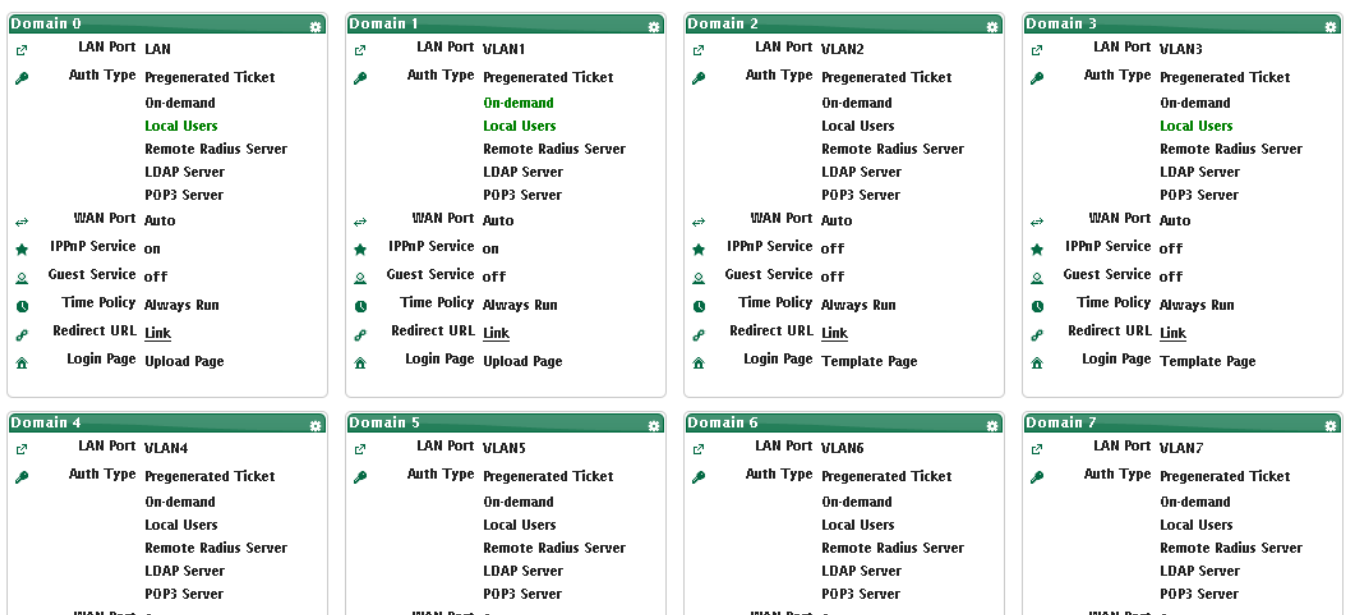 Domain 0
LAN Port LAN
Auth Type Pregenerated Ticket
On-demand
Local Users
Remote Radius Server
LDAP Server
POP3 Server
WAN Port Auto
IPPnP Service on
Guest Service off
Time Policy Always Run
Redirect URL Link
Login Page Upload Page
Domain 1
LAN Port VLAN1
Auth Type Pregenerated Ticket
On-demand
Local Users
Remote Radius Server
LDAP Server
POP3 Server
WAN Port Auto
IPPnP Service on
Guest Service off
Time Policy Always Run
Redirect URL Link
Login Page Upload Page
Domain 2
LAN Port VLAN2
Auth Type Pregenerated Ticket
On-demand
Local Users
Remote Radius Server
LDAP Server
POP3 Server
WAN Port Auto
IPPnP Service off
Guest Service off
Time Policy Always Run
Redirect URL Link
Login Page Template Page
Domain 3
LAN Port VLAN3
Auth Type Pregenerated Ticket
On-demand
Local Users
Remote Radius Server
LDAP Server
POP3 Server
WAN Port Auto
IPPnP Service off
Guest Service off
Time Policy Always Run
Redirect URL Link
Login Page Template Page
Domain 4
LAN Port VLAN4
Auth Type Pregenerated Ticket
On-demand
Local Users
Remote Radius Server
LDAP Server
POP3 Server
WAN Port
Domain 5
LAN Port VLAN5
Auth Type Pregenerated Ticket
On-demand
Local Users
Remote Radius Server
LDAP Server
POP3 Server
WAN Port
Domain 6
LAN Port VLAN6
Auth Type Pregenerated Ticket
On-demand
Local Users
Remote Radius Server
LDAP Server
POP3 Server
WAN Port
Domain 7
LAN Port VLAN7
Auth Type Pregenerated Ticket
On-demand
Local Users
Remote Radius Server
LDAP Server
POP3 Server
WAN Port